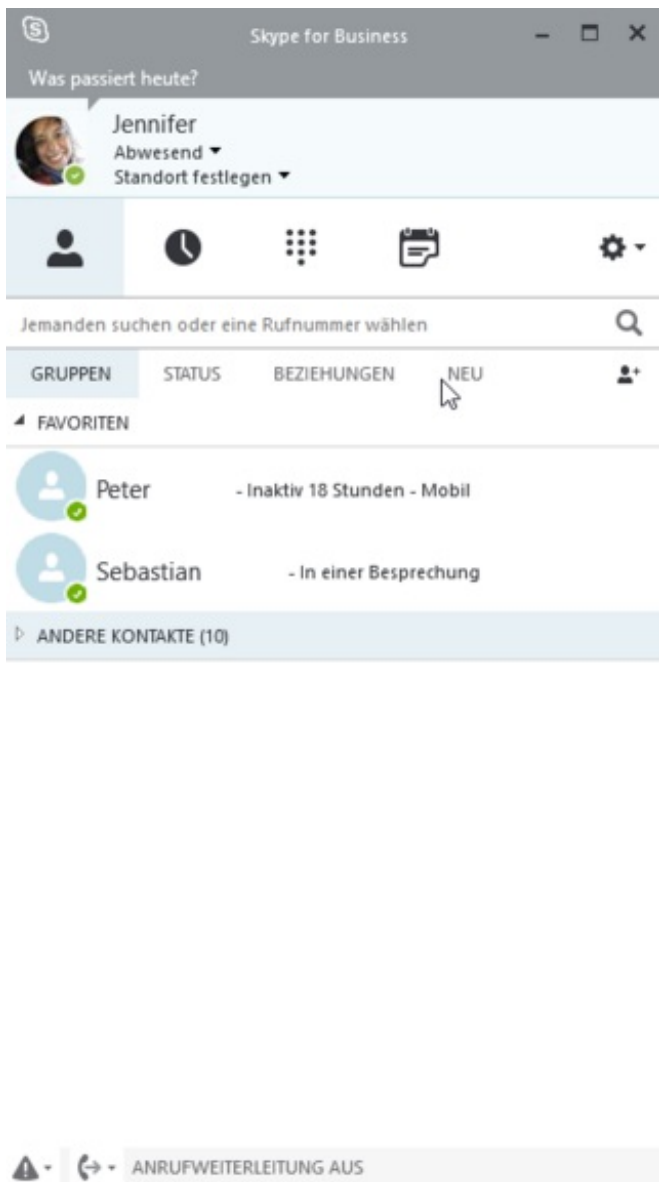 Skype for Business
Was passiert heute?
Jennifer
Abwesend
Standort festlegen
Jemanden suchen oder eine Rufnummer wählen
GRUPPEN STATUS BEZIEHUNGEN NEU
FAVORITEN
Peter - Inaktiv 18 Stunden - Mobil
Sebastian - In einer Besprechung
ANDERE KONTAKTE (10)
ANRUFWEITERLEITUNG AUS